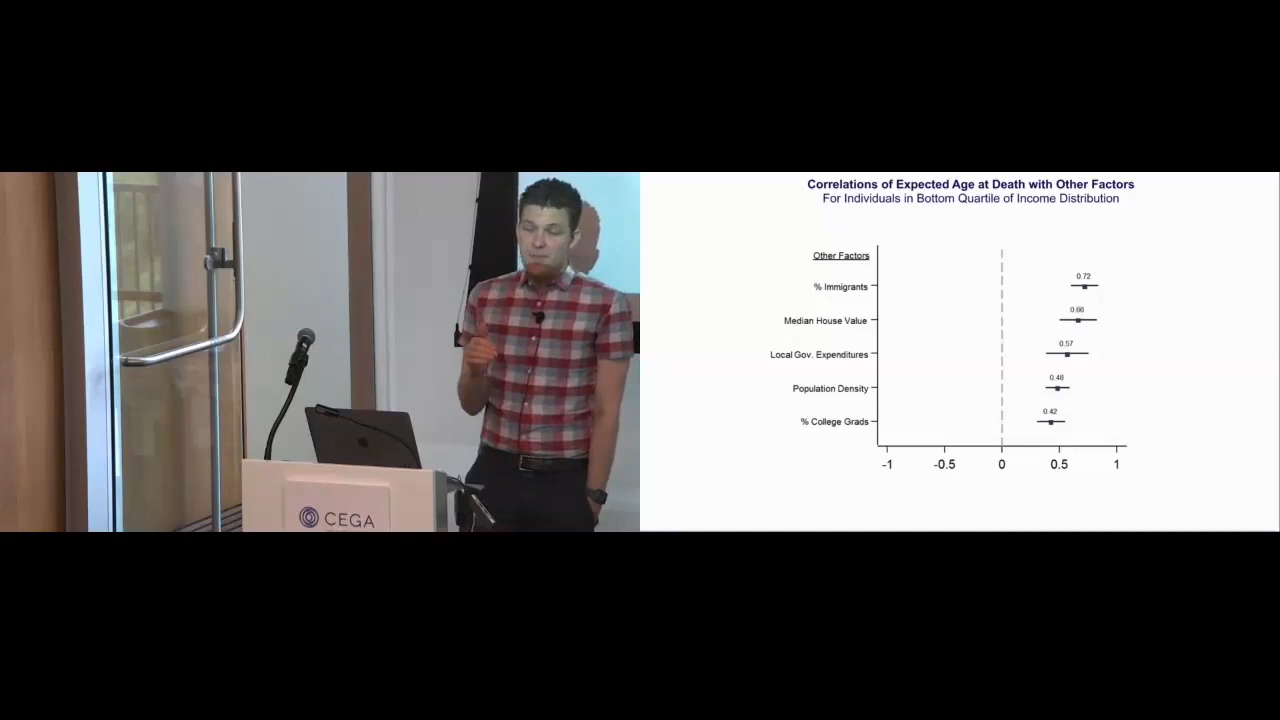 CEGA
Correlations of Expected Age at Death with Other Factors
For Individuals in Bottom Quartile of Income Distribution
Other Factors
% Immigrants
0.72
Median House Value
0.66
Local Gov. Expenditures
0.57
Population Density
0.48
% College Grads
0.42
-1 -0.5 0 0.5 1